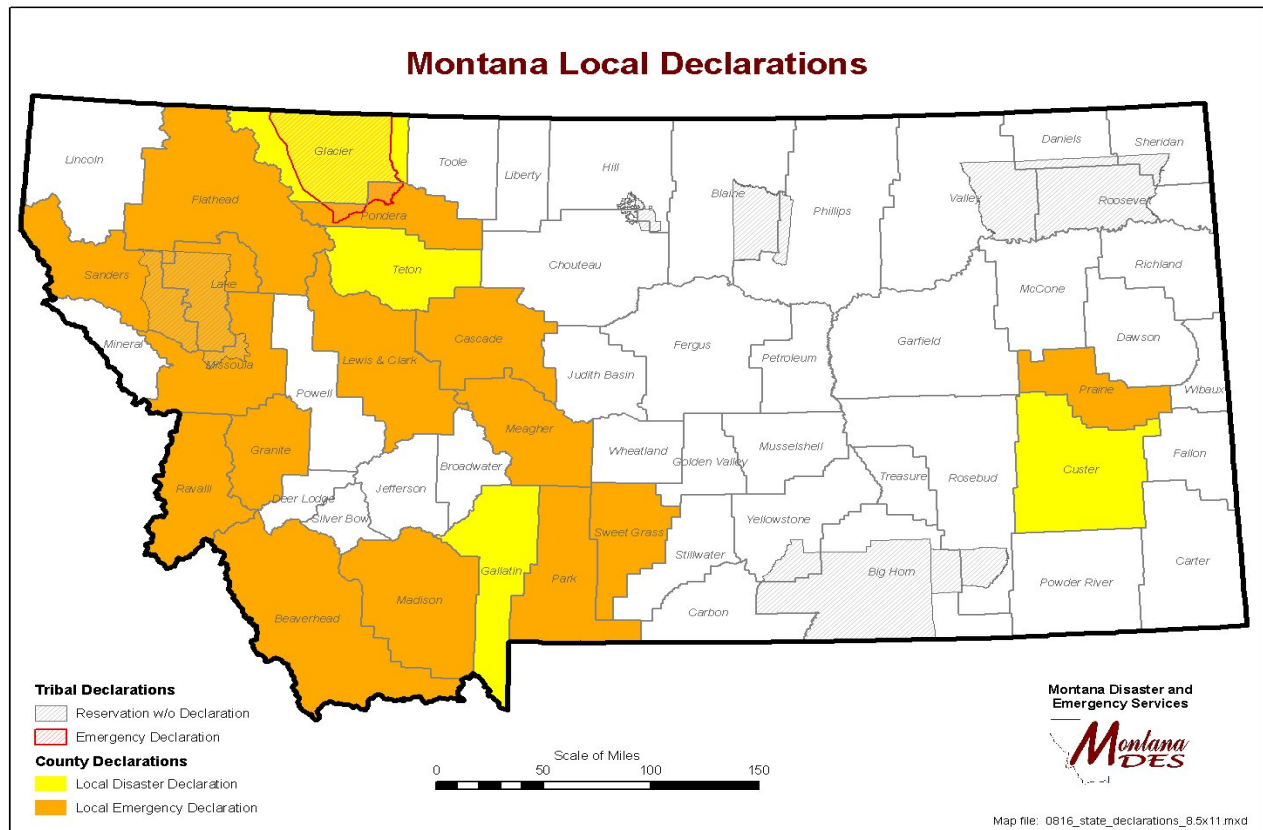 Montana Local Declarations
Lincoln
Flathead
Glacier
Toole
Liberty
Hill
Blaine
Phillips
Valley
Daniels
Sheridan
Roosevelt
Pondera
Teton
Chouteau
Sanders
Lake
Mineral
Missoula
Powell
Lewis & Clark
Cascade
Judith Basin
Fergus
Petroleum
Garfield
McCone
Richland
Dawson
Prairie
Wibaux
Granite
Ravalli
Deer Lodge
Silver Bow
Jefferson
Broadwater
Meagher
Wheatland
Golden Valley
Musselshell
Treasure
Rosebud
Custer
Fallon
Beaverhead
Madison
Gallatin
Park
Sweet Grass
Stillwater
Yellowstone
Carbon
Big Horn
Powder River
Carter
Tribal Declarations
Reservation w/o Declaration
Emergency Declaration
County Declarations
Local Disaster Declaration
Local Emergency Declaration
Scale of Miles
0 50 100 150
Montana Disaster and
Emergency Services
Montana
DES
Map file: 0816_state_declarations_8.5x11.mxd